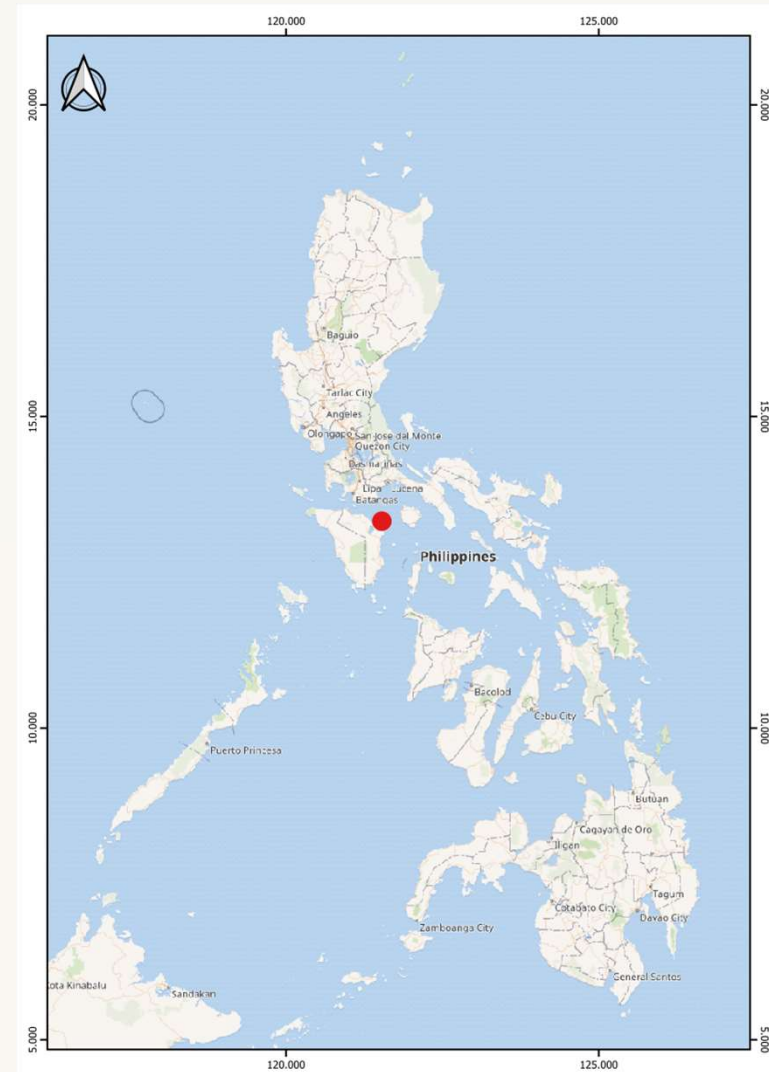 120.000
125.000
20.000
20.000
Baguio
Tarlac City
Angeles
15.000
15.000
Olongapo
San Jose del Monte
Quezon City
Dasmariñas
Lipa
Lucena
Batangas
Philippines
Bacolod
Cebu City
10.000
10.000
Puerto Princesa
Butuan
Cagayan de Oro
Iligan
Tagum
Cotabato City
Davao City
Zamboanga City
General Santos
Kota Kinabalu
Sandakan
5.000
5.000
120.000
125.000